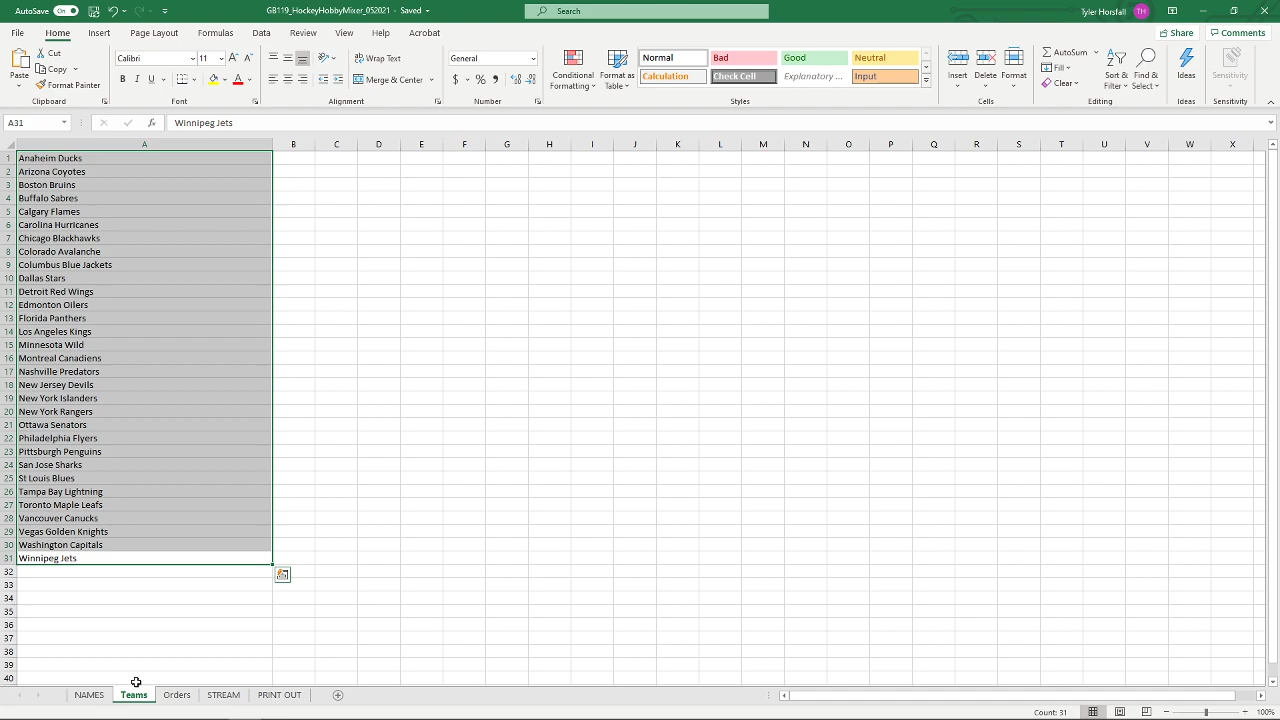 AutoSave On GB119_HockeyHobbyMixer_052021 - Saved Search Tyler Horsfall TH
File Home Insert Page Layout Formulas Data Review View Help Acrobat Share Comments
Paste Cut Copy Format Painter Clipboard
Calibri 11 B I U Font
Wrap Text Merge & Center Alignment
General $ % Number
Conditional Formatting Format as Table
Normal Bad Good Neutral
Calculation Check Cell Explanatory ... Input
Styles
Insert Delete Format Cells
AutoSum Fill Clear Sort & Filter Find & Select Editing
Ideas Ideas
Sensitivity Sensitivity
A31 fx Winnipeg Jets
A B C D E F G H I J K L M N O P Q R S T U V W X
1 Anaheim Ducks
2 Arizona Coyotes
3 Boston Bruins
4 Buffalo Sabres
5 Calgary Flames
6 Carolina Hurricanes
7 Chicago Blackhawks
8 Colorado Avalanche
9 Columbus Blue Jackets
10 Dallas Stars
11 Detroit Red Wings
12 Edmonton Oilers
13 Florida Panthers
14 Los Angeles Kings
15 Minnesota Wild
16 Montreal Canadiens
17 Nashville Predators
18 New Jersey Devils
19 New York Islanders
20 New York Rangers
21 Ottawa Senators
22 Philadelphia Flyers
23 Pittsburgh Penguins
24 San Jose Sharks
25 St Louis Blues
26 Tampa Bay Lightning
27 Toronto Maple Leafs
28 Vancouver Canucks
29 Vegas Golden Knights
30 Washington Capitals
31 Winnipeg Jets
32
33
34
35
36
37
38
39
40
NAMES Teams Orders STREAM PRINT OUT
Count: 31 100%